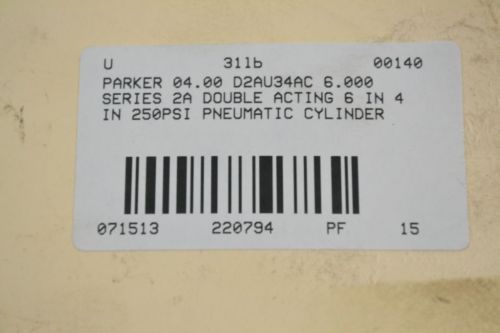 U 31lb 00140
PARKER 04.00 D2AU34AC 6.000
SERIES 2A DOUBLE ACTING 6 IN 4
IN 250PSI PNEUMATIC CYLINDER
071513 220794 PF 15